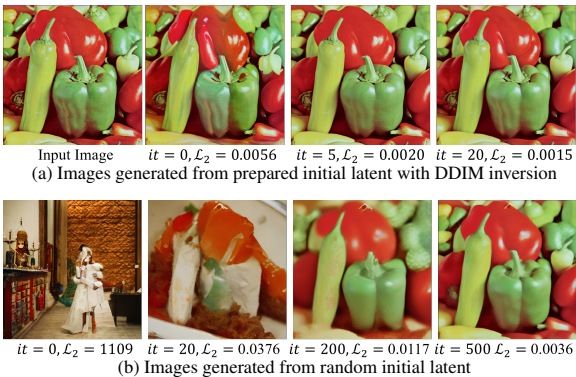 Input Image it = 0, ℒ₂ = 0.0056 it = 5, ℒ₂ = 0.0020 it = 20, ℒ₂ = 0.0015
(a) Images generated from prepared initial latent with DDIM inversion
it = 0, ℒ₂ = 1109 it = 20, ℒ₂ = 0.0376 it = 200, ℒ₂ = 0.0117 it = 500 ℒ₂ = 0.0036
(b) Images generated from random initial latent